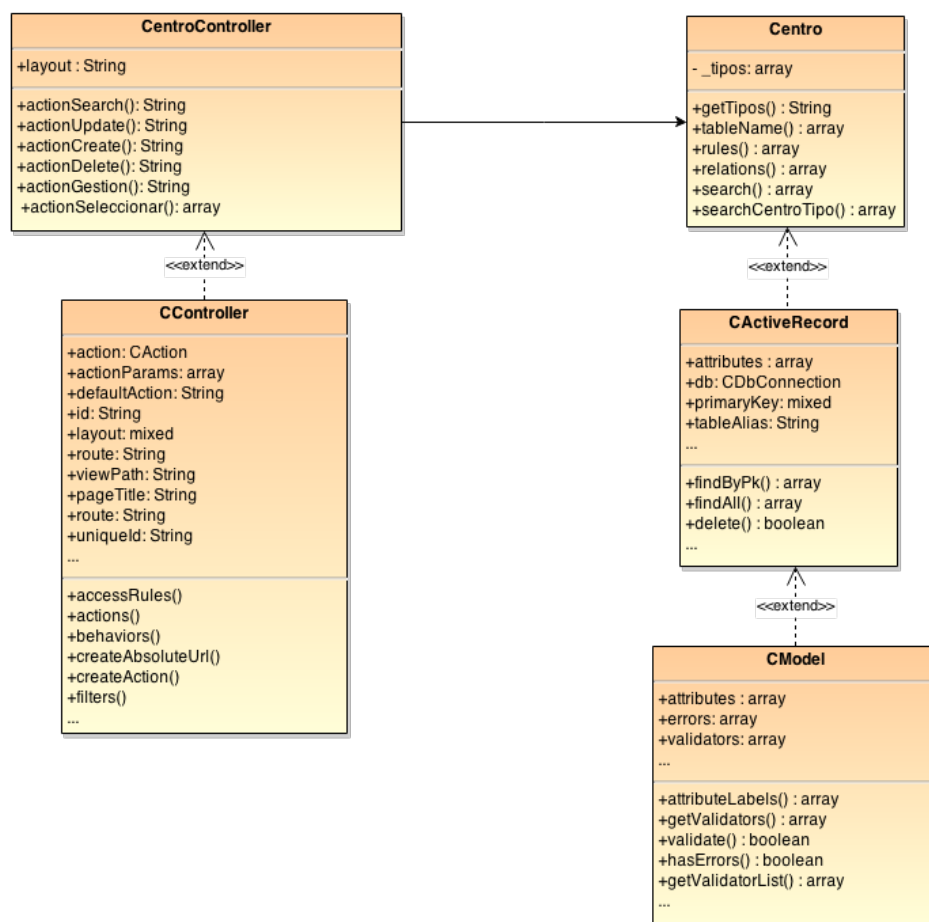 CentroController
+layout : String
+actionSearch(): String
+actionUpdate(): String
+actionCreate(): String
+actionDelete(): String
+actionGestion(): String
+actionSeleccionar(): array
<<extend>>
CController
+action: CAction
+actionParams: array
+defaultAction: String
+id: String
+layout: mixed
+route: String
+viewPath: String
+pageTitle: String
+route: String
+uniqueId: String
...
+accessRules()
+actions()
+behaviors()
+createAbsoluteUrl()
+createAction()
+filters()
...
Centro
- _tipos: array
+getTipos() : String
+tableName() : array
+rules() : array
+relations() : array
+search() : array
+searchCentroTipo() : array
<<extend>>
CActiveRecord
+attributes : array
+db: CDbConnection
+primaryKey: mixed
+tableAlias: String
...
+findByPk() : array
+findAll() : array
+delete() : boolean
...
<<extend>>
CModel
+attributes : array
+errors: array
+validators: array
...
+attributeLabels() : array
+getValidators() : array
+validate() : boolean
+hasErrors() : boolean
+getValidatorList() : array
...